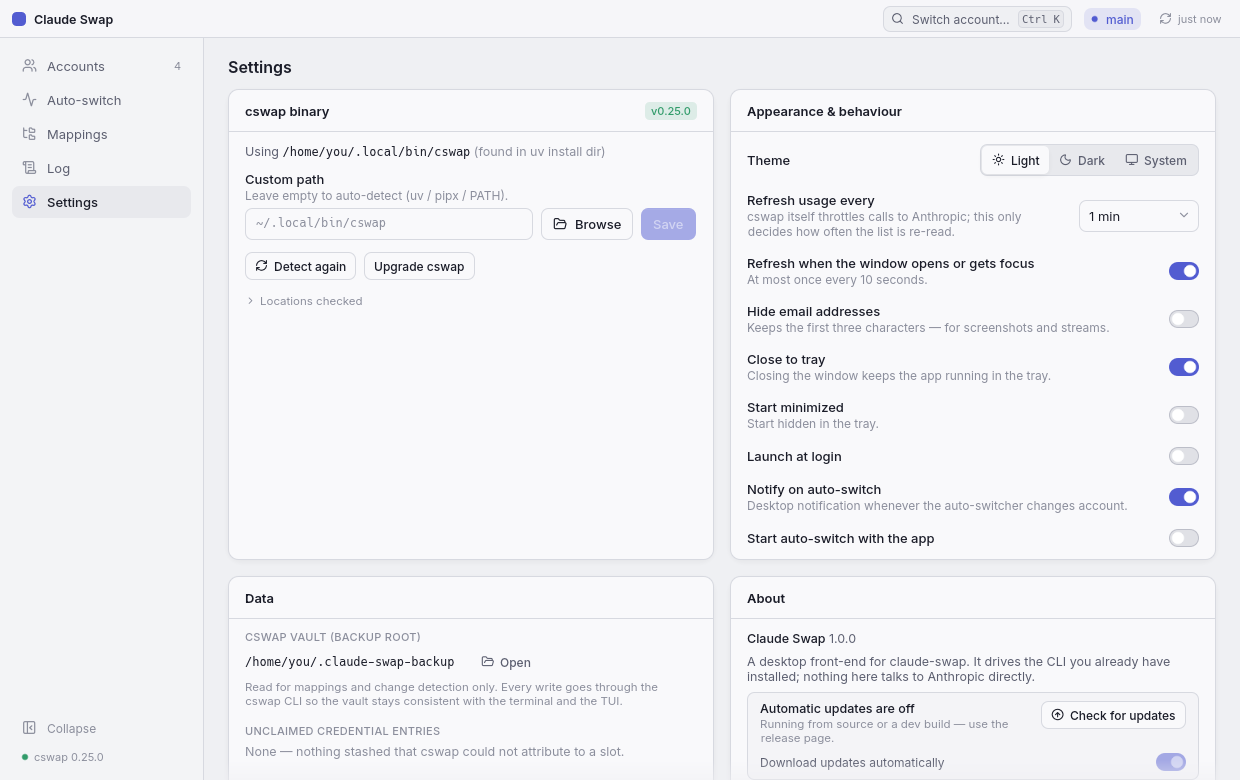 Claude Swap
Switch account... Ctrl K
main
just now
Accounts 4
Auto-switch
Mappings
Log
Settings
Collapse
cswap 0.25.0
Settings
cswap binary v0.25.0
Using /home/you/.local/bin/cswap (found in uv install dir)
Custom path
Leave empty to auto-detect (uv / pipx / PATH).
~/.local/bin/cswap Browse Save
Detect again Upgrade cswap
Locations checked
Appearance & behaviour
Theme Light Dark System
Refresh usage every
cswap itself throttles calls to Anthropic; this only
decides how often the list is re-read.
1 min
Refresh when the window opens or gets focus
At most once every 10 seconds.
Hide email addresses
Keeps the first three characters — for screenshots and streams.
Close to tray
Closing the window keeps the app running in the tray.
Start minimized
Start hidden in the tray.
Launch at login
Notify on auto-switch
Desktop notification whenever the auto-switcher changes account.
Start auto-switch with the app
Data
CSWAP VAULT (BACKUP ROOT)
/home/you/.claude-swap-backup Open
Read for mappings and change detection only. Every write goes through the
cswap CLI so the vault stays consistent with the terminal and the TUI.
UNCLAIMED CREDENTIAL ENTRIES
None — nothing stashed that cswap could not attribute to a slot.
About
Claude Swap 1.0.0
A desktop front-end for claude-swap. It drives the CLI you already have
installed; nothing here talks to Anthropic directly.
Automatic updates are off
Running from source or a dev build — use the
release page.
Check for updates
Download updates automatically